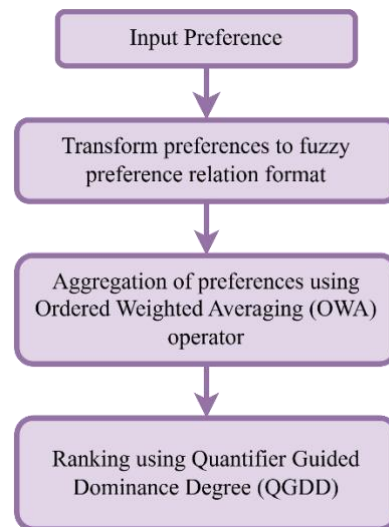 Input Preference
Transform preferences to fuzzy
preference relation format
Aggregation of preferences using
Ordered Weighted Averaging (OWA)
operator
Ranking using Quantifier Guided
Dominance Degree (QGDD)